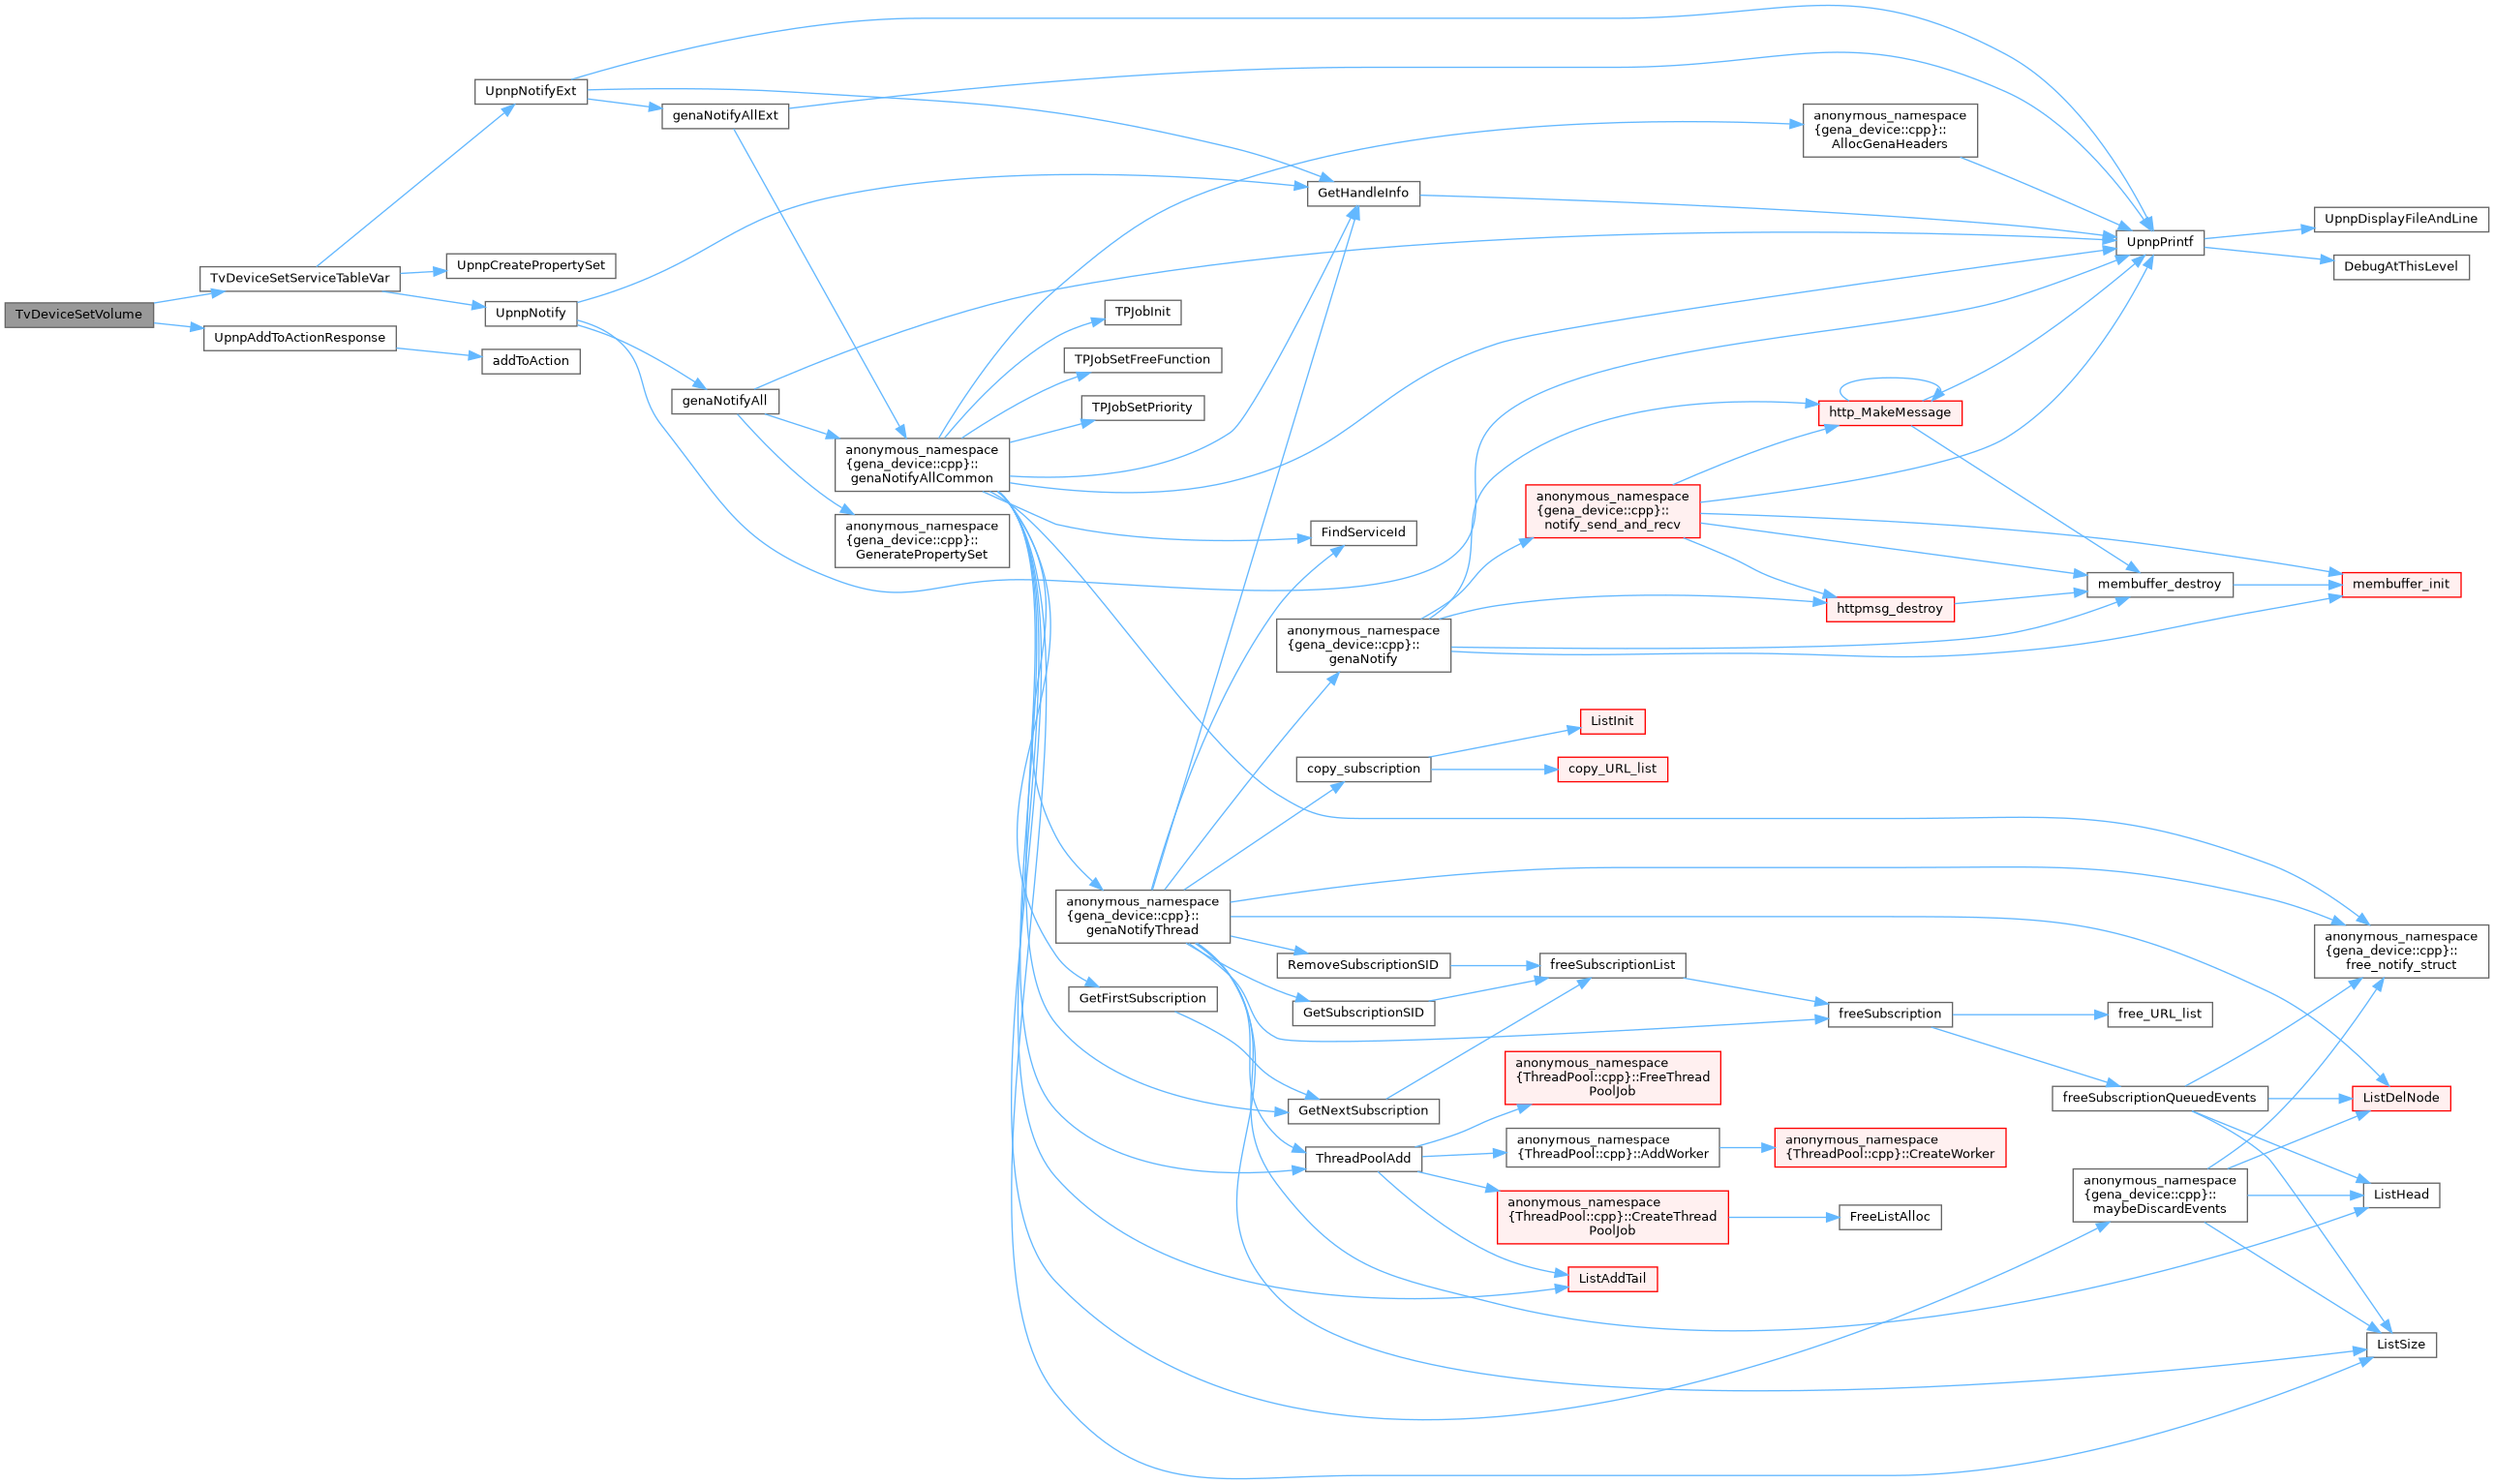 TvDeviceSetVolume
TvDeviceSetServiceTableVar
UpnpAddToActionResponse
UpnpNotifyExt
UpnpCreatePropertySet
UpnpNotify
addToAction
genaNotifyAllExt
genaNotifyAll
anonymous_namespace
{gena_device::cpp}::
genaNotifyAllCommon
anonymous_namespace
{gena_device::cpp}::
GeneratePropertySet
TPJobInit
TPJobSetFreeFunction
TPJobSetPriority
anonymous_namespace
{gena_device::cpp}::
genaNotifyThread
GetFirstSubscription
GetHandleInfo
FindServiceId
anonymous_namespace
{gena_device::cpp}::
genaNotify
copy_subscription
RemoveSubscriptionSID
GetSubscriptionSID
GetNextSubscription
ThreadPoolAdd
anonymous_namespace
{gena_device::cpp}::
notify_send_and_recv
ListInit
copy_URL_list
freeSubscriptionList
anonymous_namespace
{ThreadPool::cpp}::FreeThread
PoolJob
anonymous_namespace
{ThreadPool::cpp}::AddWorker
anonymous_namespace
{ThreadPool::cpp}::CreateThread
PoolJob
ListAddTail
anonymous_namespace
{gena_device::cpp}::
AllocGenaHeaders
http_MakeMessage
httpmsg_destroy
freeSubscription
anonymous_namespace
{ThreadPool::cpp}::CreateWorker
FreeListAlloc
UpnpPrintf
membuffer_destroy
free_URL_list
freeSubscriptionQueuedEvents
anonymous_namespace
{gena_device::cpp}::
maybeDiscardEvents
UpnpDisplayFileAndLine
DebugAtThisLevel
membuffer_init
anonymous_namespace
{gena_device::cpp}::
free_notify_struct
ListDelNode
ListHead
ListSize